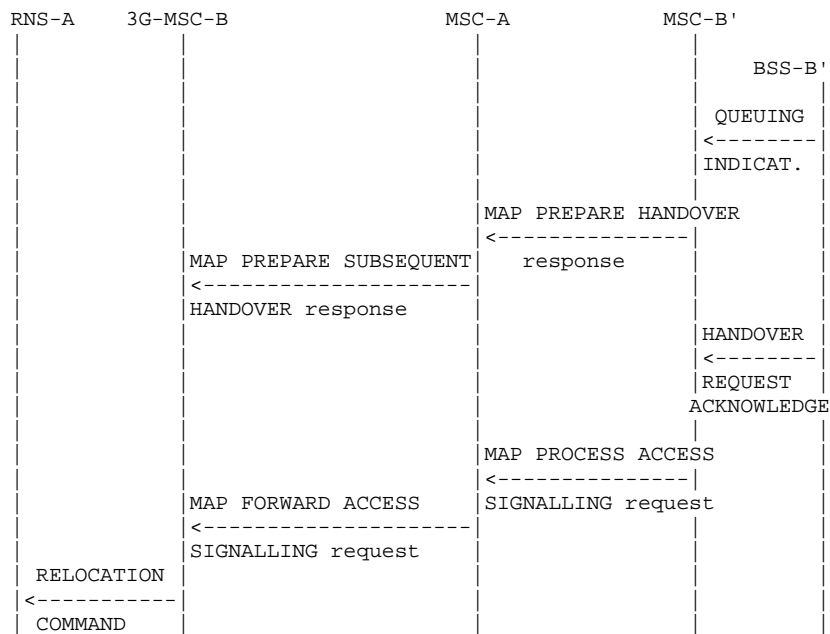 RNS-A 3G-MSC-B MSC-A MSC-B'
BSS-B'
QUEUING
INDICAT.
MAP PREPARE HANDOVER
response
MAP PREPARE SUBSEQUENT
HANDOVER response
HANDOVER
REQUEST
ACKNOWLEDGE
MAP PROCESS ACCESS
SIGNALLING request
MAP FORWARD ACCESS
SIGNALLING request
RELOCATION
COMMAND